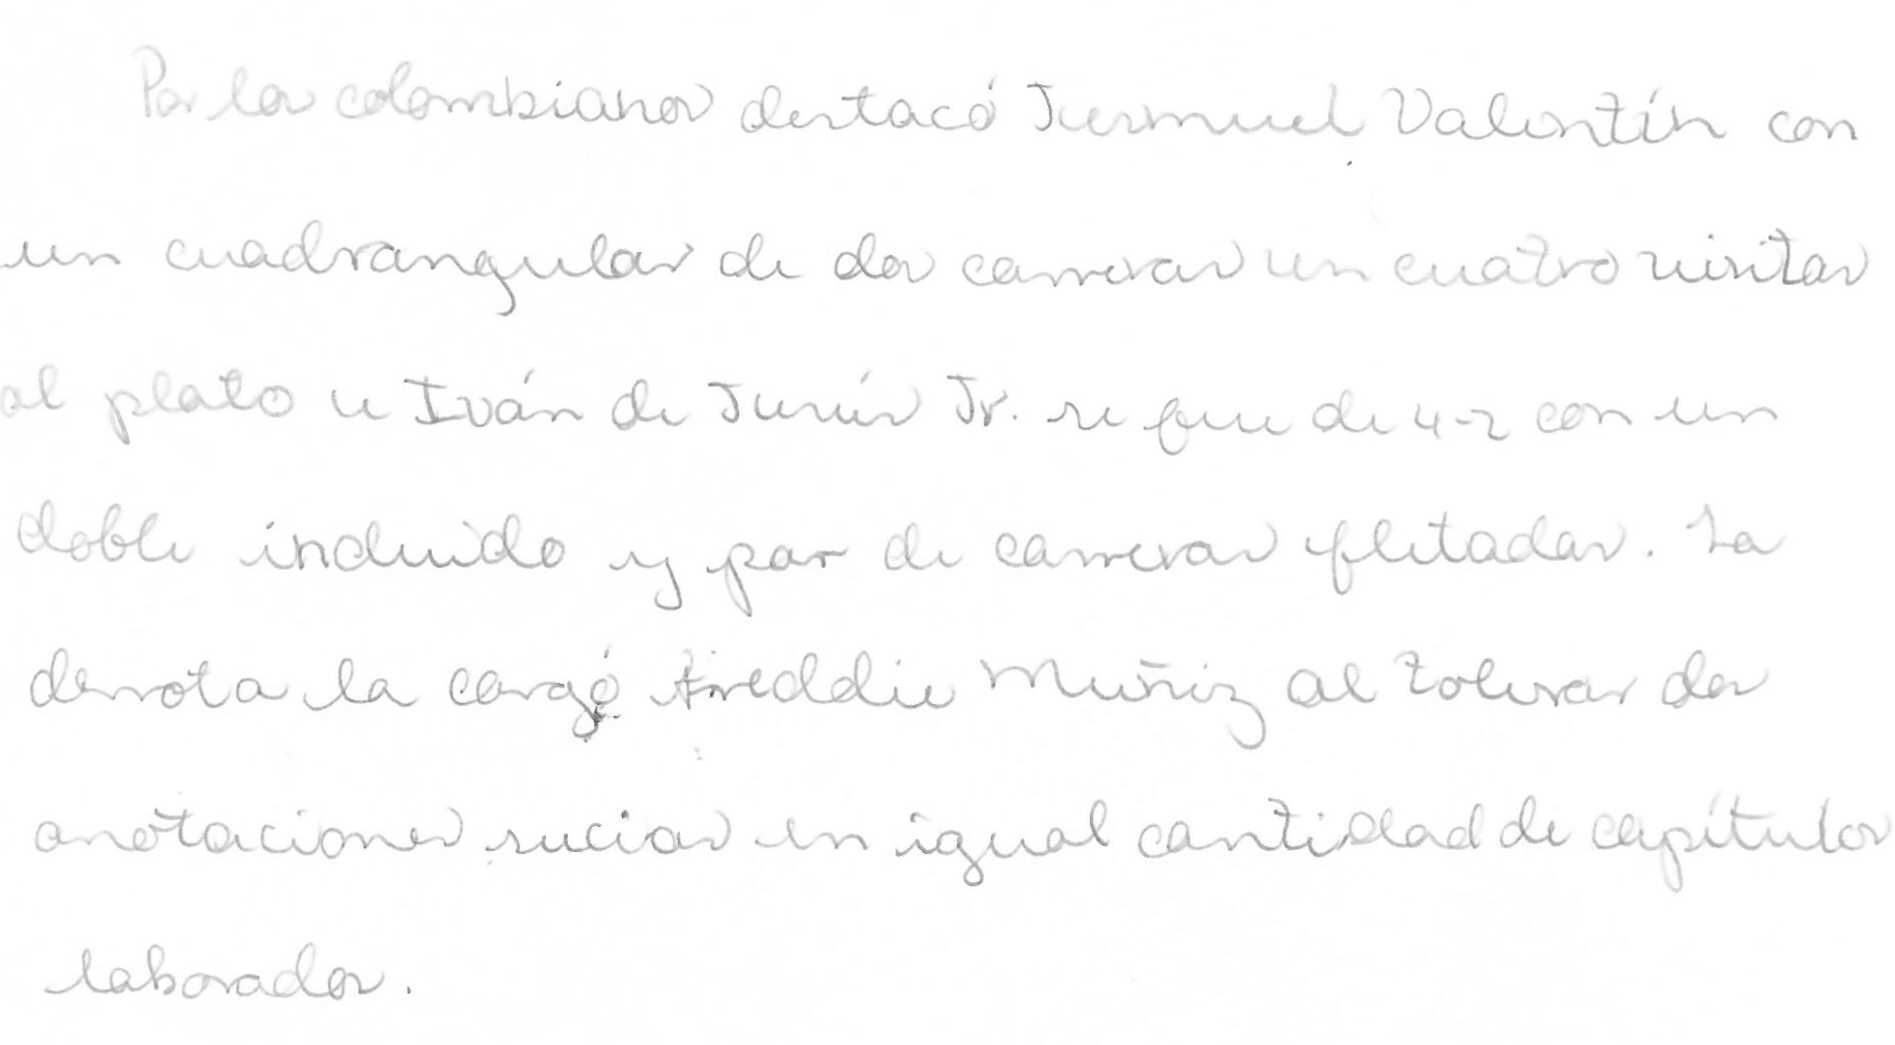 Por los colombianos destacó Jermuel Valentín con
un cuadrangular de dos carreras en cuatro visitas
al plato e Iván de Jesús Jr. se fue de 4-2 con un
doble incluido y par de carreras fletadas. La
derrota la cargó Freddie Muñiz al tolerar dos
anotaciones sucias en igual cantidad de capítulos
laborados.